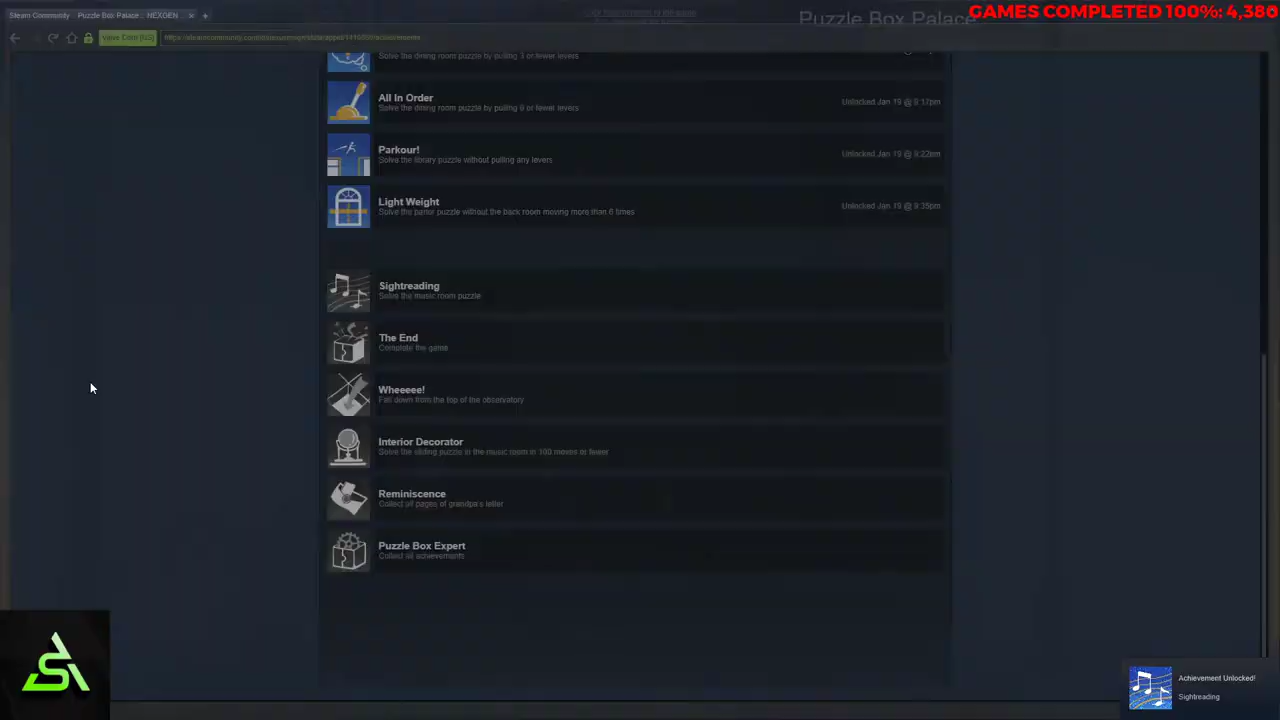 Steam Community :: Puzzle Box Palace :: NEXGEN
Puzzle Box Palace
GAMES COMPLETED 100%: 4,380
Solve the dining room puzzle by pulling 3 or fewer levers
All In Order
Solve the dining room puzzle by pulling 9 or fewer levers
Unlocked Jan 19 @ 9:17pm
Parkour!
Solve the library puzzle without pulling any levers
Unlocked Jan 19 @ 9:22pm
Light Weight
Solve the parlor puzzle without the back room moving more than 6 times
Unlocked Jan 19 @ 9:35pm
Sightreading
Solve the music room puzzle
The End
Complete the game
Wheeeee!
Fall down from the top of the observatory
Interior Decorator
Solve the sliding puzzle in the music room in 100 moves or fewer
Reminiscence
Collect all pages of grandpa's letter
Puzzle Box Expert
Collect all achievements
Achievement Unlocked!
Sightreading